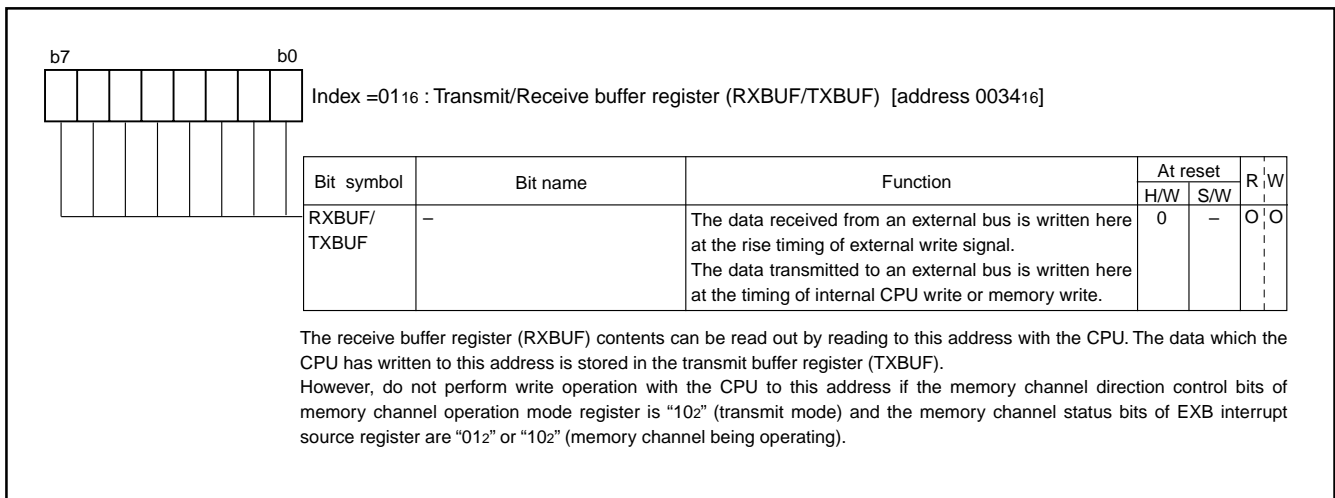 b7 b0
Index =0116 : Transmit/Receive buffer register (RXBUF/TXBUF) [address 003416]
Bit symbol Bit name Function At reset R W
H/W S/W
RXBUF/ – The data received from an external bus is written here 0 – O O
TXBUF at the rise timing of external write signal.
The data transmitted to an external bus is written here
at the timing of internal CPU write or memory write.
The receive buffer register (RXBUF) contents can be read out by reading to this address with the CPU. The data which the
CPU has written to this address is stored in the transmit buffer register (TXBUF).
However, do not perform write operation with the CPU to this address if the memory channel direction control bits of
memory channel operation mode register is “102” (transmit mode) and the memory channel status bits of EXB interrupt
source register are “012” or “102” (memory channel being operating).